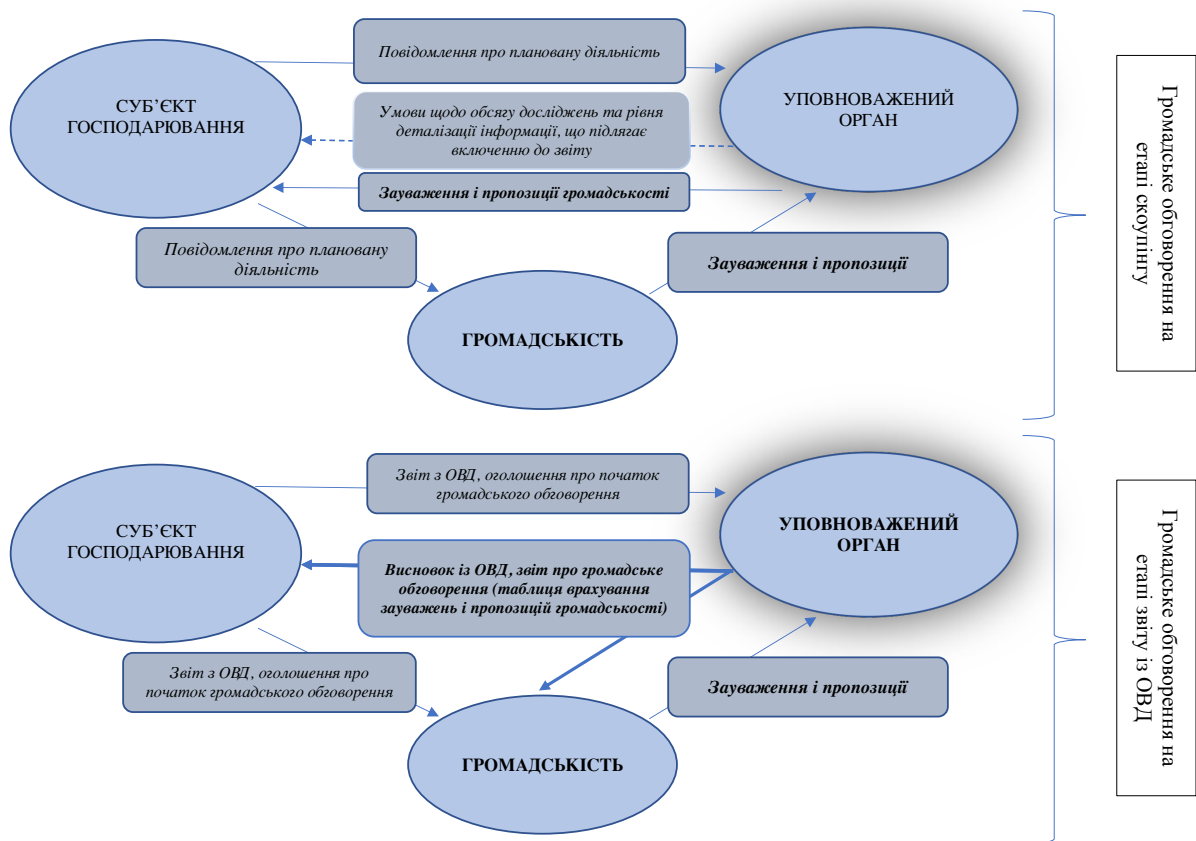 Повідомлення про плановану діяльність
СУБ’ЄКТ
ГОСПОДАРЮВАННЯ
УПОВНОВАЖЕНИЙ
ОРГАН
Умови щодо обсягу досліджень та рівня
деталізації інформації, що підлягає
включенню до звіту
Зауваження і пропозиції громадськості
Повідомлення про плановану
діяльність
Зауваження і пропозиції
ГРОМАДСЬКІСТЬ
Громадське обговорення на
етапі скоупінгу
Звіт з ОВД, оголошення про початок
громадського обговорення
СУБ’ЄКТ
ГОСПОДАРЮВАННЯ
УПОВНОВАЖЕНИЙ
ОРГАН
Висновок із ОВД, звіт про громадське
обговорення (таблиця врахування
зауважень і пропозицій громадськості)
Звіт з ОВД, оголошення про
початок громадського обговорення
Зауваження і пропозиції
ГРОМАДСЬКІСТЬ
Громадське обговорення на
етапі звіту із ОВД